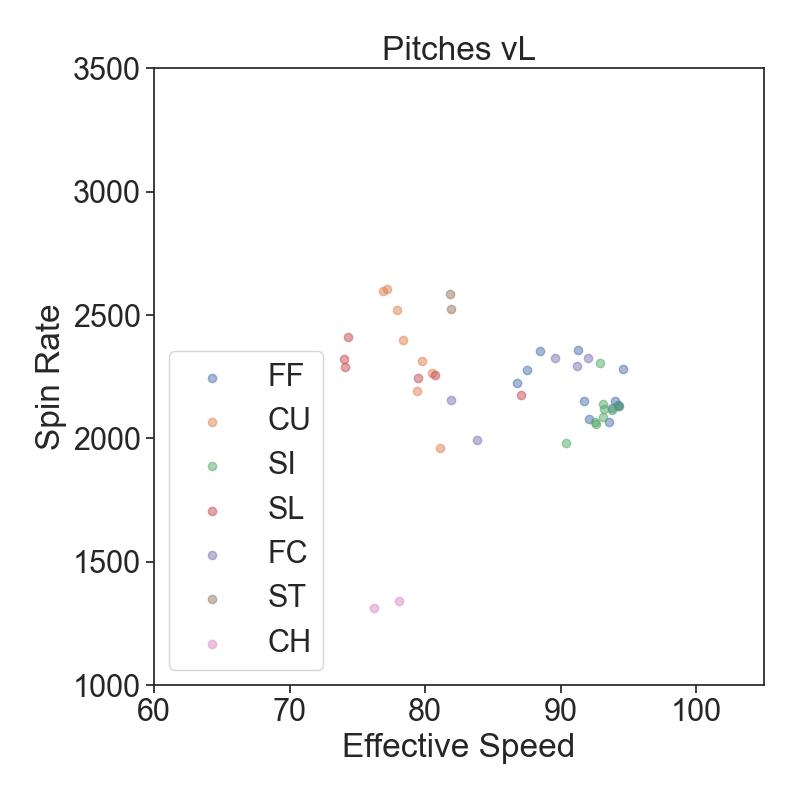 Pitches vL
3500
3000
2500
2000
1500
1000
Spin Rate
FF
CU
SI
SL
FC
ST
CH
60 70 80 90 100
Effective Speed